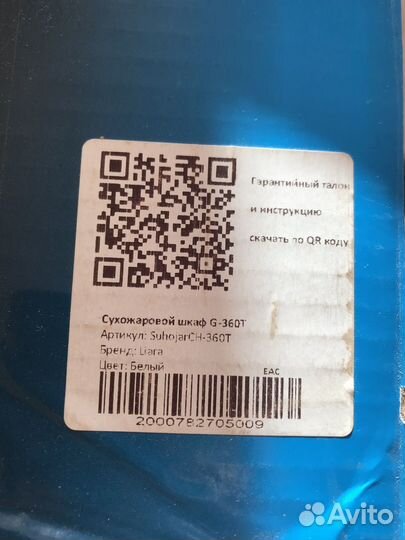 Гарантийный талон
и инструкцию
скачать по QR коду
Сухожаровой шкаф G-360T
Артикул: SuhojarCH-360T
Бренд: Liara
Цвет: Белый
EAC
2000782705009
Avito